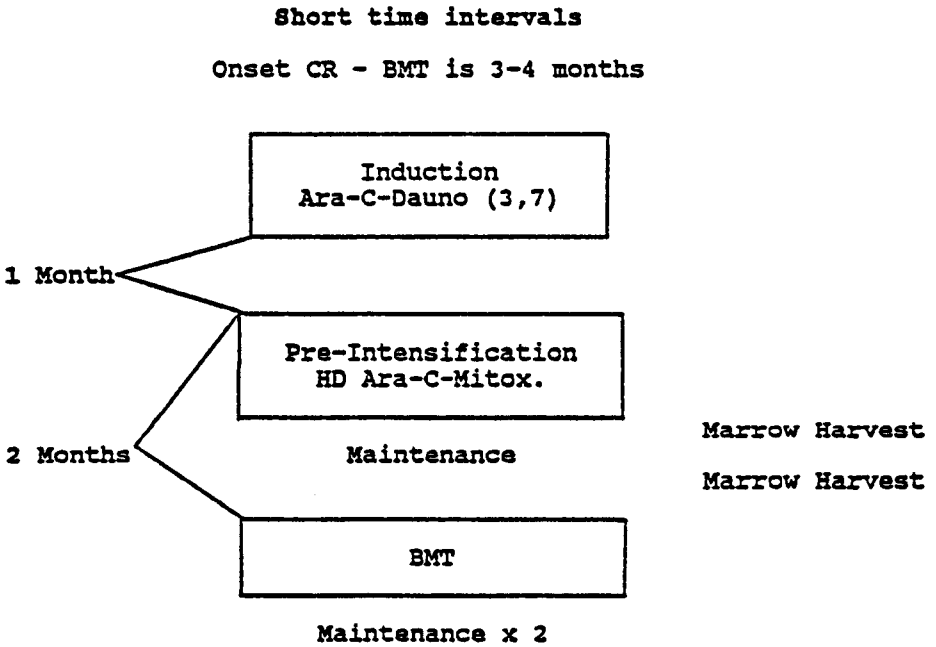 Short time intervals
Onset CR - BMT is 3-4 months
Induction
Ara-C-Dauno (3,7)
1 Month
Pre-Intensification
HD Ara-C-Mitox.
Marrow Harvest
2 Months
Maintenance
Marrow Harvest
BMT
Maintenance x 2